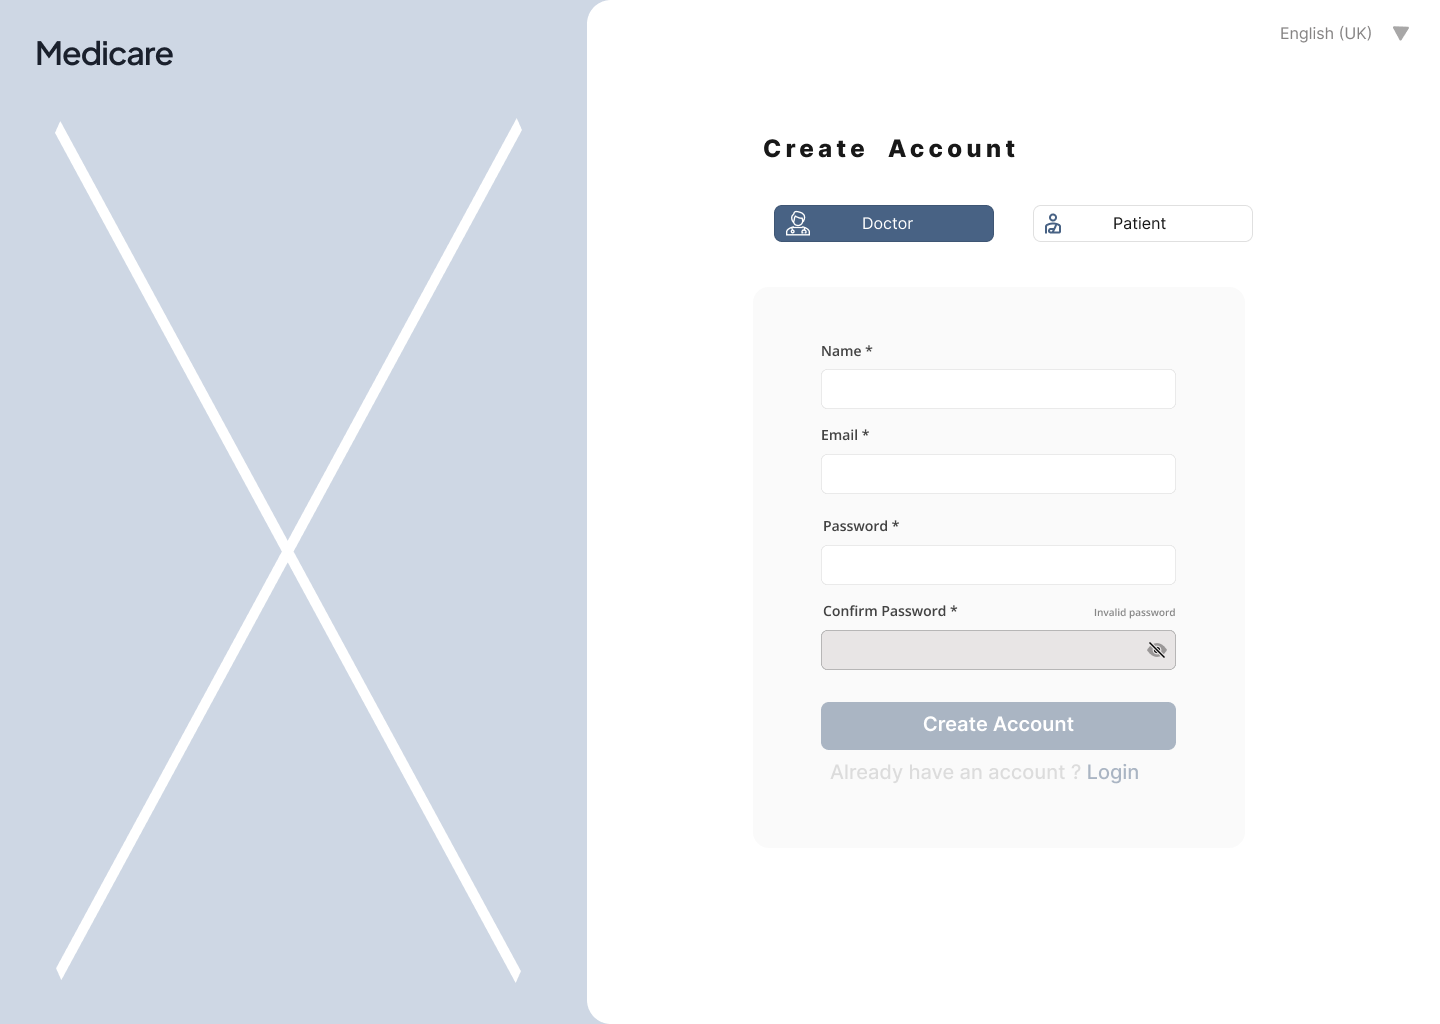 Medicare
English (UK)
Create Account
Doctor
Patient
Name *
Email *
Password *
Confirm Password *
Invalid password
Create Account
Already have an account ? Login